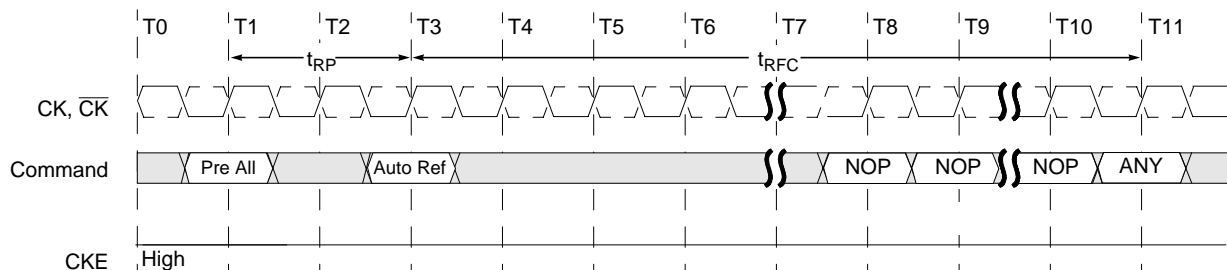 T0 T1 T2 T3 T4 T5 T6 T7 T8 T9 T10 T11
tRP tRFC
CK, C̅K̅
Command Pre All Auto Ref NOP NOP NOP ANY
CKE High